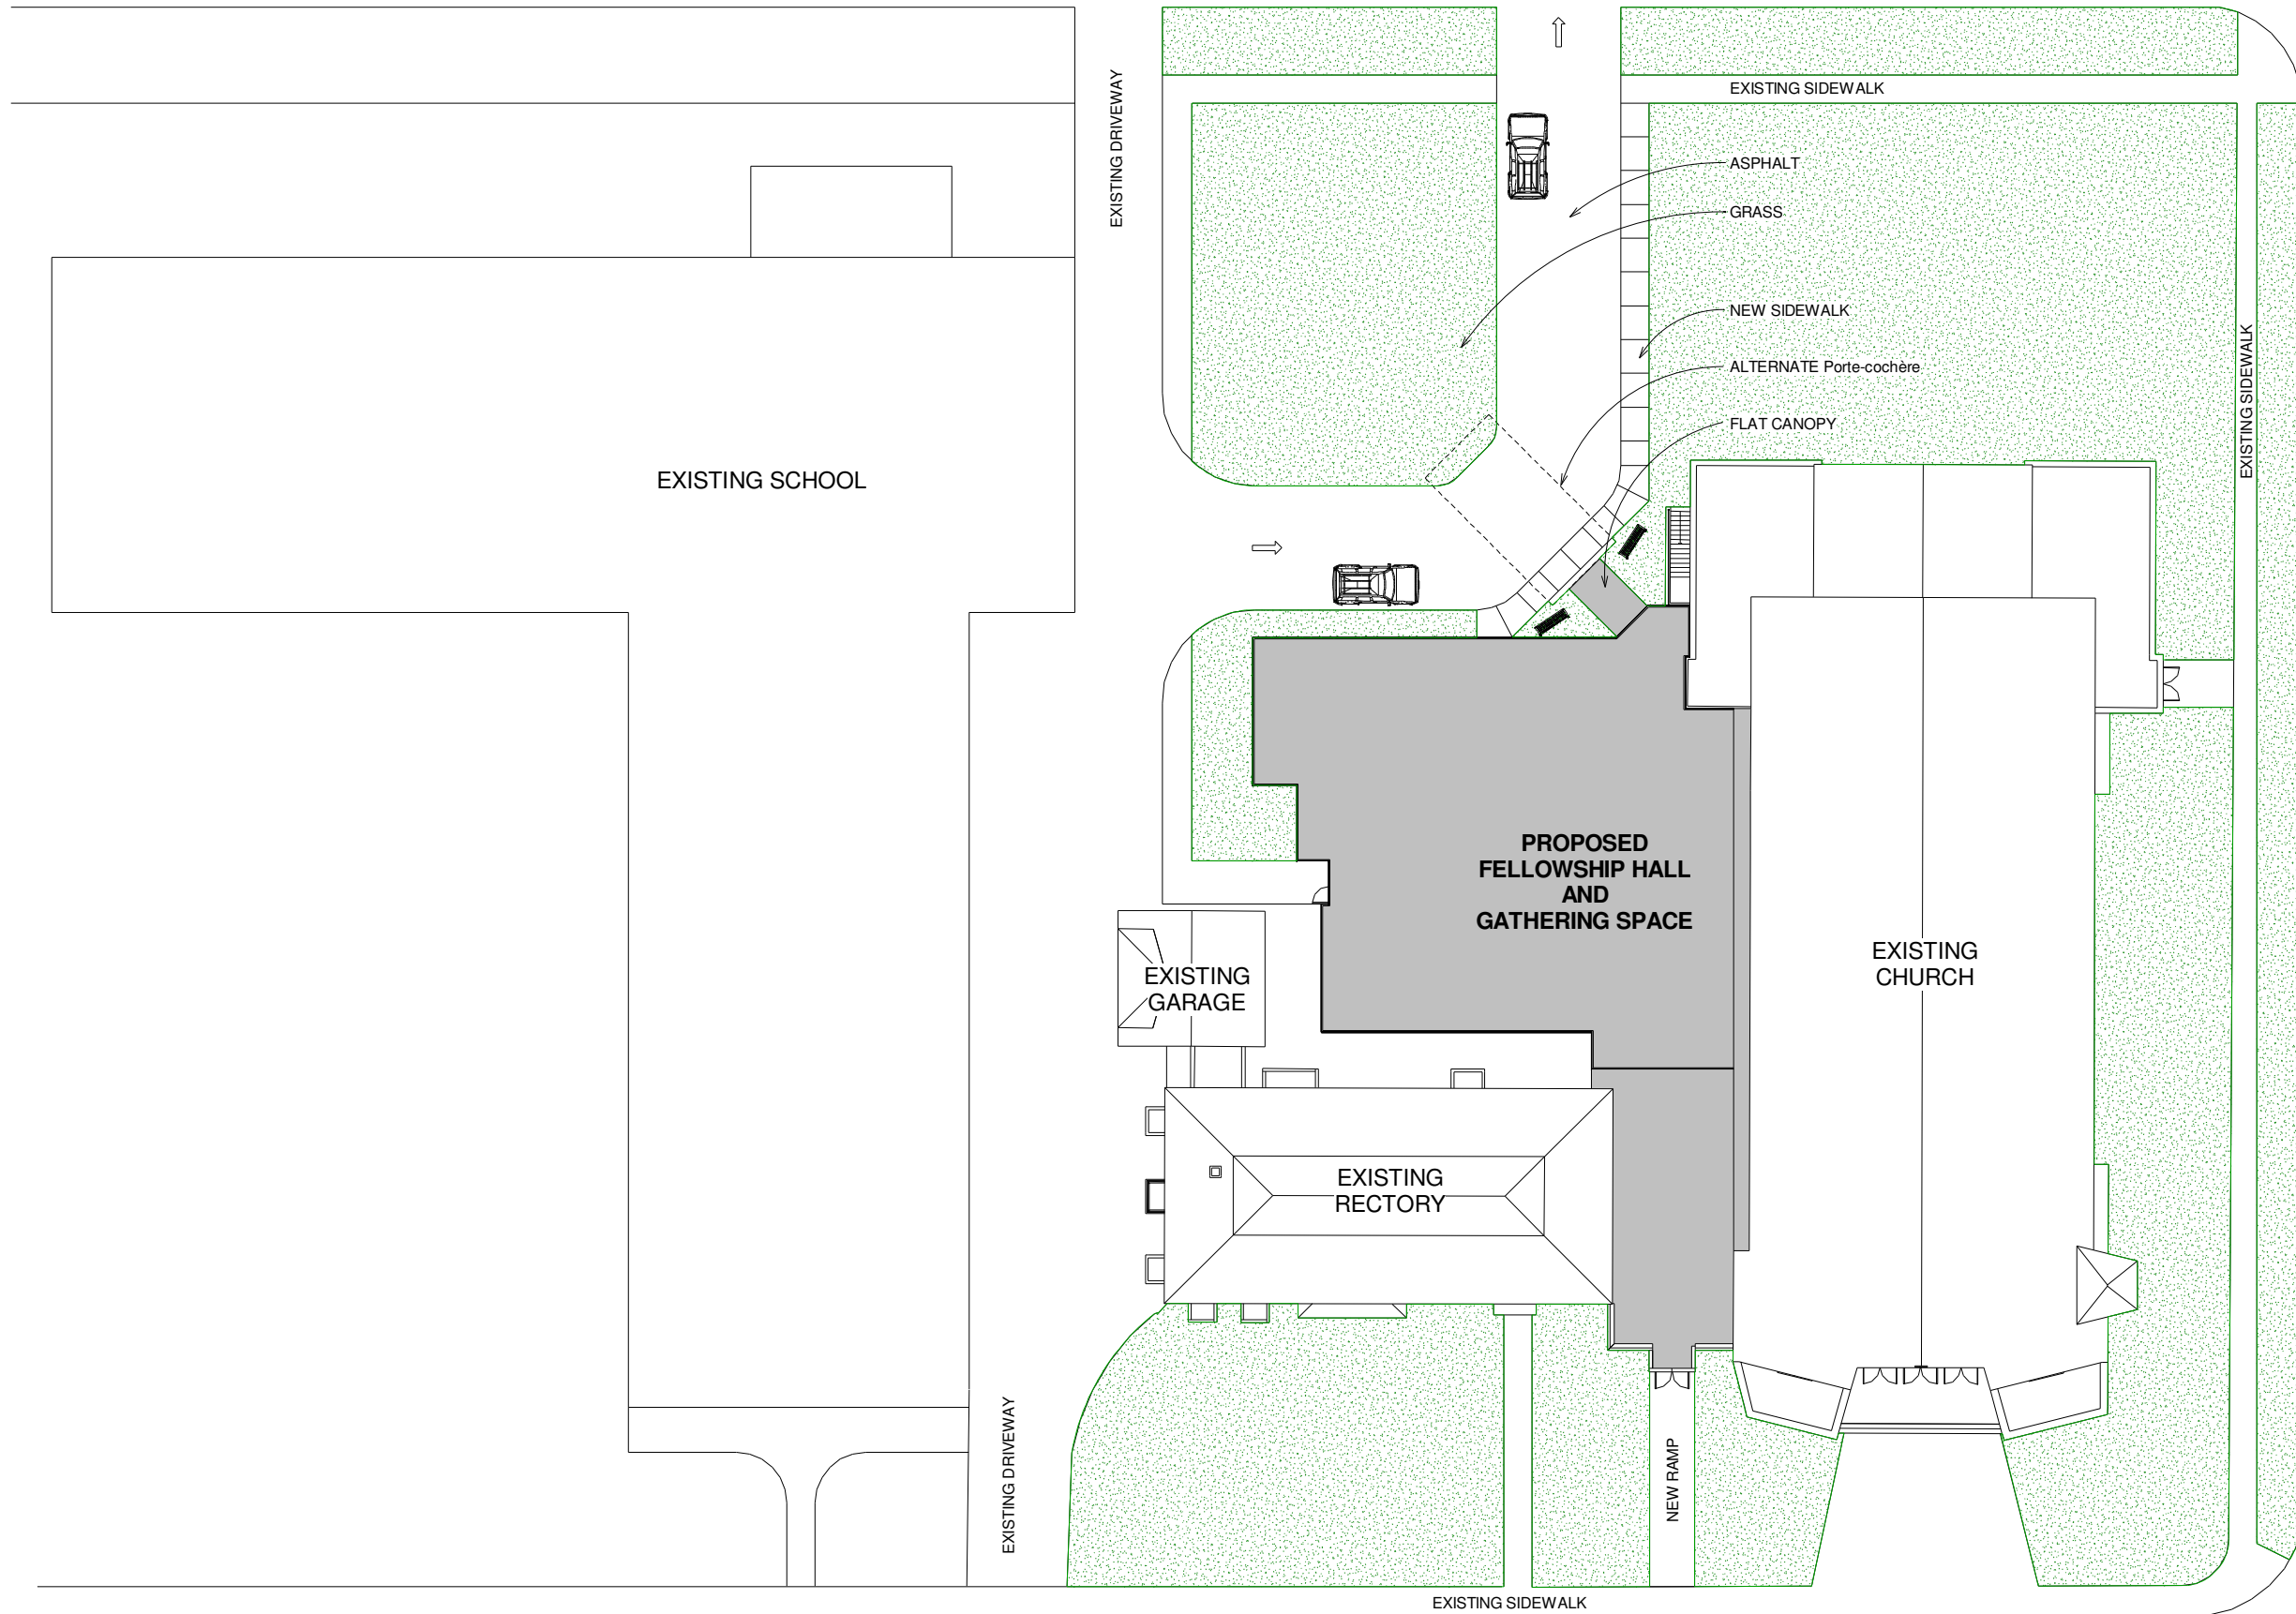 EXISTING SIDEWALK
EXISTING DRIVEWAY
ASPHALT
GRASS
NEW SIDEWALK
ALTERNATE Porte-cochère
FLAT CANOPY
EXISTING SIDEWALK
EXISTING SCHOOL
PROPOSED
FELLOWSHIP HALL
AND
GATHERING SPACE
EXISTING
CHURCH
EXISTING
GARAGE
EXISTING
RECTORY
EXISTING DRIVEWAY
NEW RAMP
EXISTING SIDEWALK